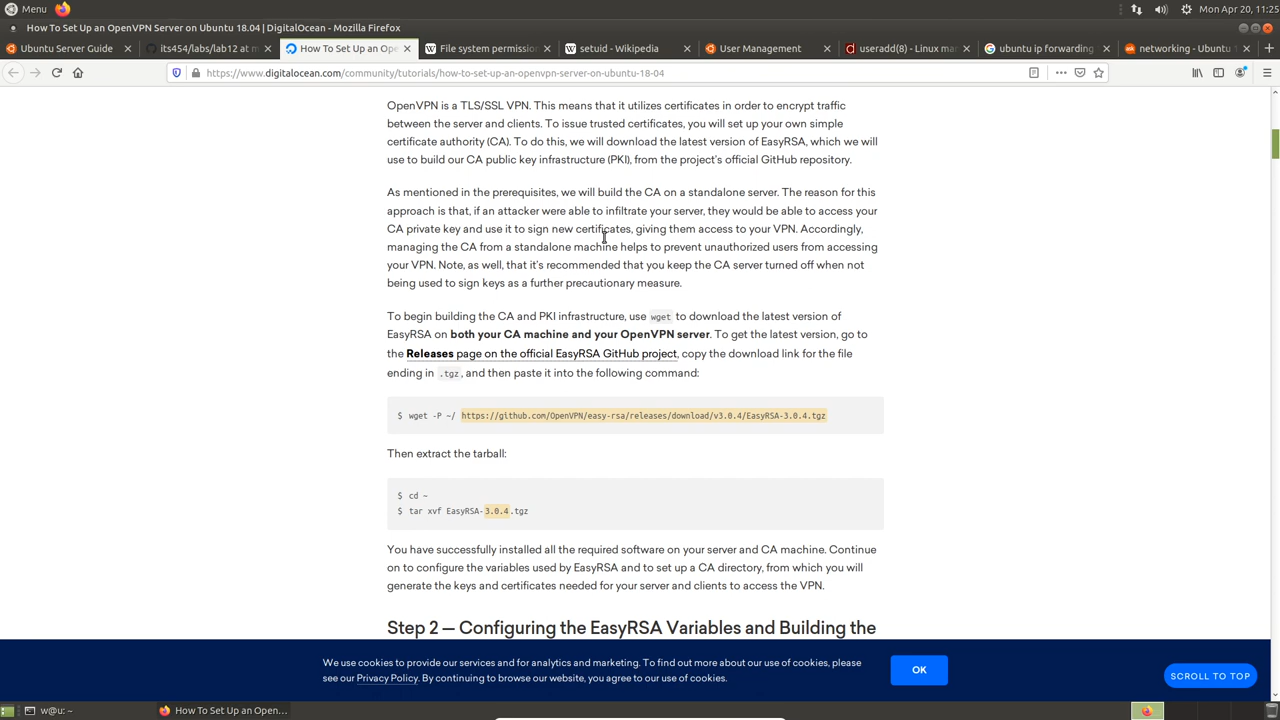 Menu
Mon Apr 20, 11:25
How To Set Up an OpenVPN Server on Ubuntu 18.04 | DigitalOcean - Mozilla Firefox
Ubuntu Server Guide
its454/labs/lab12 at m
How To Set Up an Ope
File system permission
setuid - Wikipedia
User Management
useradd(8) - Linux man
ubuntu ip forwarding
networking - Ubuntu 1
https://www.digitalocean.com/community/tutorials/how-to-set-up-an-openvpn-server-on-ubuntu-18-04
OpenVPN is a TLS/SSL VPN. This means that it utilizes certificates in order to encrypt traffic
between the server and clients. To issue trusted certificates, you will set up your own simple
certificate authority (CA). To do this, we will download the latest version of EasyRSA, which we will
use to build our CA public key infrastructure (PKI), from the project's official GitHub repository.
As mentioned in the prerequisites, we will build the CA on a standalone server. The reason for this
approach is that, if an attacker were able to infiltrate your server, they would be able to access your
CA private key and use it to sign new certificates, giving them access to your VPN. Accordingly,
managing the CA from a standalone machine helps to prevent unauthorized users from accessing
your VPN. Note, as well, that it's recommended that you keep the CA server turned off when not
being used to sign keys as a further precautionary measure.
To begin building the CA and PKI infrastructure, use wget to download the latest version of
EasyRSA on both your CA machine and your OpenVPN server. To get the latest version, go to
the Releases page on the official EasyRSA GitHub project, copy the download link for the file
ending in .tgz, and then paste it into the following command:
$ wget -P ~/ https://github.com/OpenVPN/easy-rsa/releases/download/v3.0.4/EasyRSA-3.0.4.tgz
Then extract the tarball:
$ cd ~
$ tar xvf EasyRSA-3.0.4.tgz
You have successfully installed all the required software on your server and CA machine. Continue
on to configure the variables used by EasyRSA and to set up a CA directory, from which you will
generate the keys and certificates needed for your server and clients to access the VPN.
Step 2 — Configuring the EasyRSA Variables and Building the
We use cookies to provide our services and for analytics and marketing. To find out more about our use of cookies, please
see our Privacy Policy. By continuing to browse our website, you agree to our use of cookies.
OK
SCROLL TO TOP
w@u: ~
How To Set Up an Open...